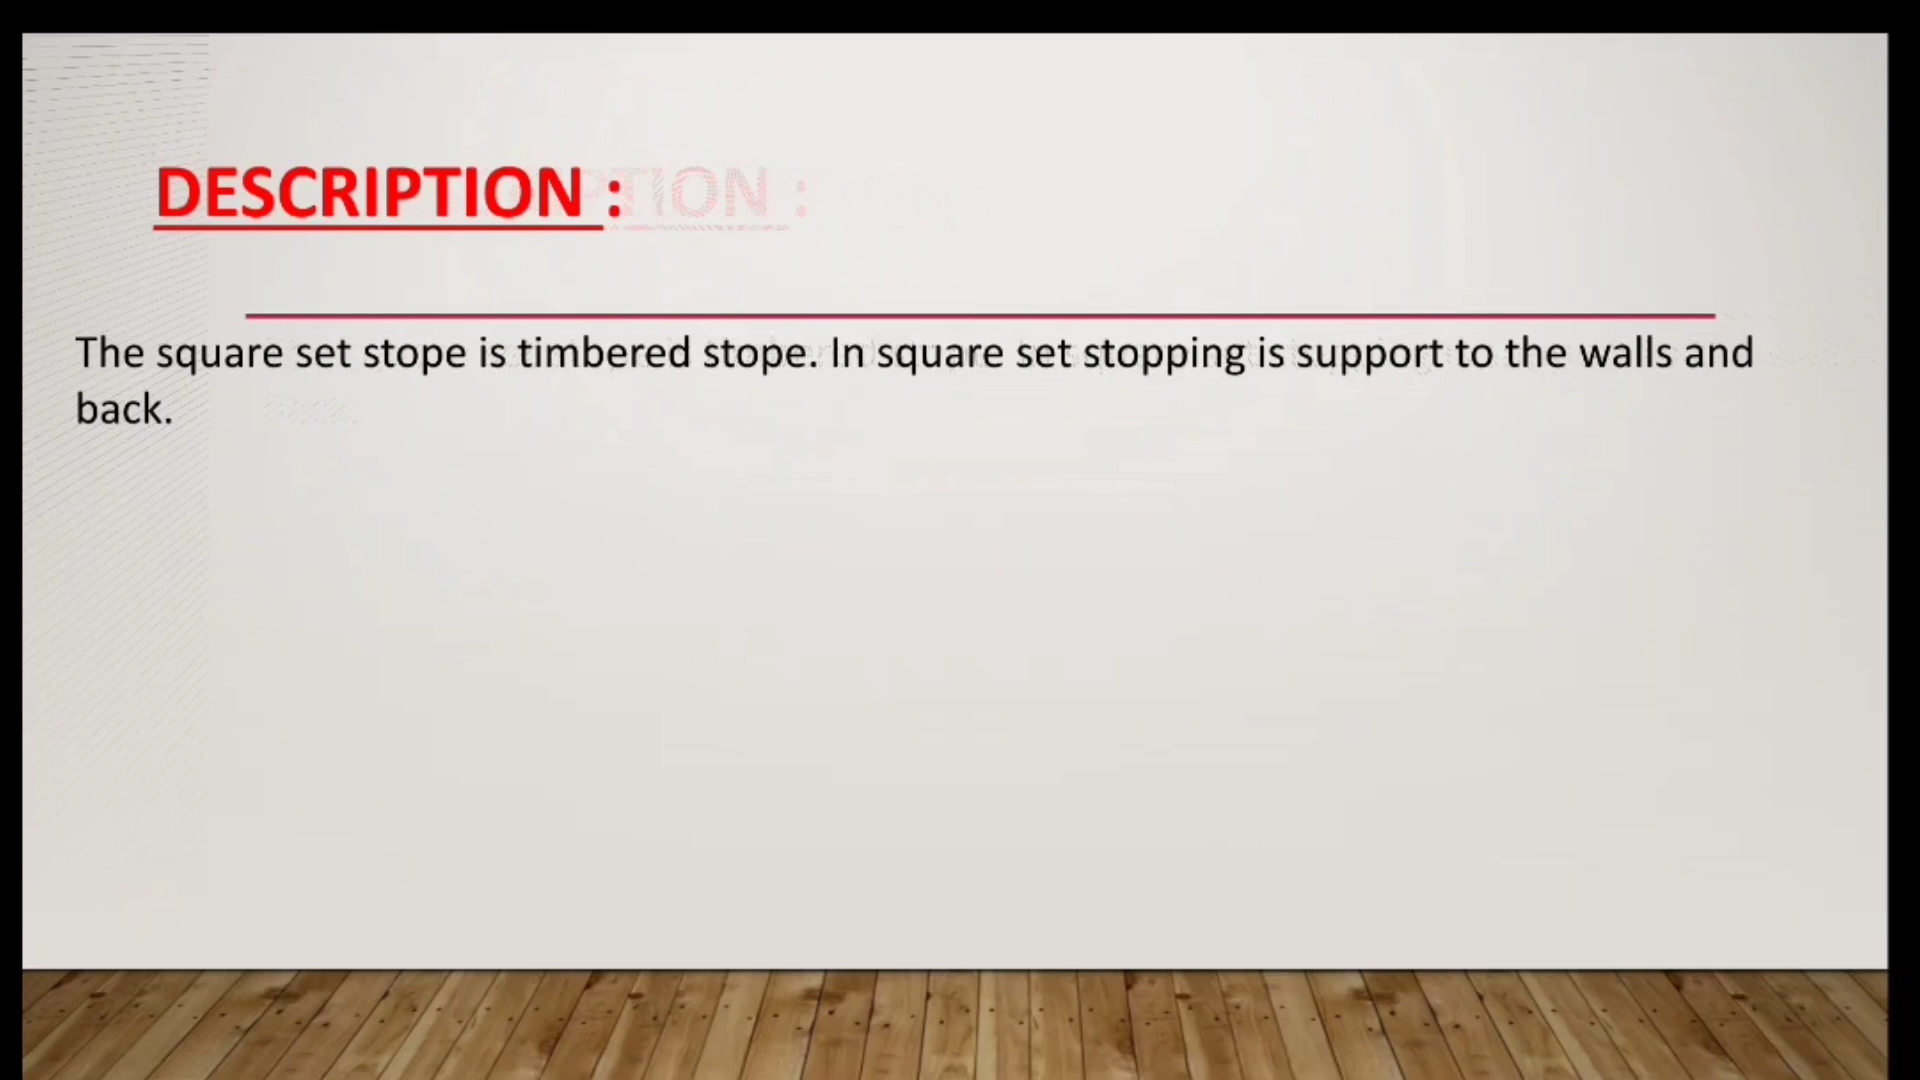 DESCRIPTION :
The square set stope is timbered stope. In square set stopping is support to the walls and
back.